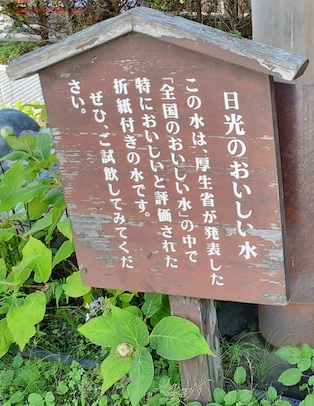 日光のおいしい水
この水は、厚生省が発表した
「全国のおいしい水」の中で
特においしいと評価された
折紙付きの水です。
ぜひ、ご試飲してみてくだ
さい。